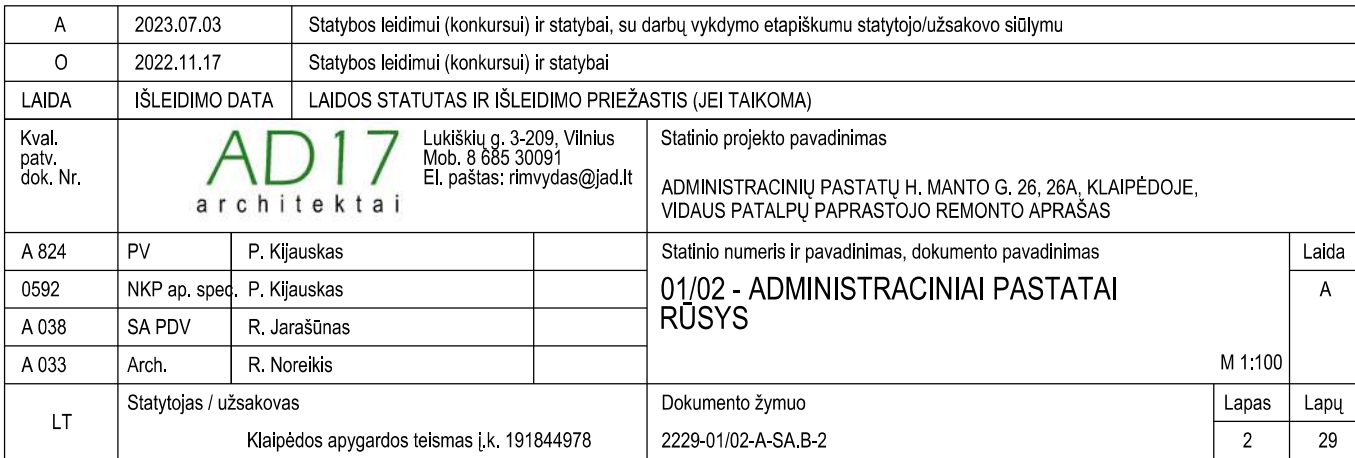 A 2023.07.03 Statybos leidimui (konkursui) ir statybai, su darbų vykdymo etapiškumu statytojo/užsakovo siūlymu
O 2022.11.17 Statybos leidimui (konkursui) ir statybai
LAIDA IŠLEIDIMO DATA LAIDOS STATUTAS IR IŠLEIDIMO PRIEŽASTIS (JEI TAIKOMA)
Kval.
patv.
dok. Nr.
AD17
architektai
Lukiškių g. 3-209, Vilnius
Mob. 8 685 30091
El. paštas: rimvydas@jad.lt
Statinio projekto pavadinimas
ADMINISTRACINIŲ PASTATŲ H. MANTO G. 26, 26A, KLAIPĖDOJE,
VIDAUS PATALPŲ PAPRASTOJO REMONTO APRAŠAS
A 824 PV P. Kijauskas
0592 NKP ap. spec. P. Kijauskas
A 038 SA PDV R. Jarašūnas
A 033 Arch. R. Noreikis
Statinio numeris ir pavadinimas, dokumento pavadinimas
01/02 - ADMINISTRACINIAI PASTATAI
RŪSYS
M 1:100
Laida
A
LT
Statytojas / užsakovas
Klaipėdos apygardos teismas į.k. 191844978
Dokumento žymuo
2229-01/02-A-SA.B-2
Lapas
2
Lapų
29